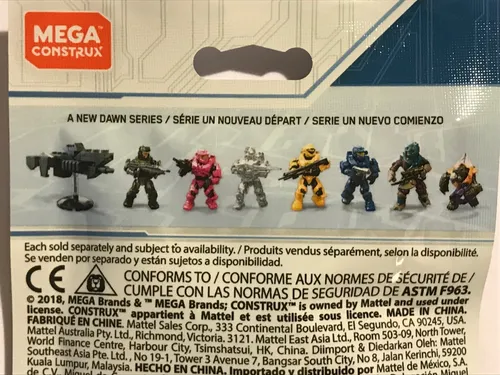 MEGA
CONSTRUX™
A NEW DAWN SERIES / SÉRIE UN NOUVEAU DÉPART / SERIE UN NUEVO COMIENZO
Each sold separately and subject to availability. / Produits vendus séparément, selon la disponibilité.
Se venden por separado y están sujetos a disponibilidad.
CE CONFORMS TO / CONFORME AUX NORMES DE SÉCURITÉ DE /
CUMPLE CON LAS NORMAS DE SEGURIDAD DE ASTM F963.
© 2018, MEGA Brands & ™ MEGA Brands; CONSTRUX™ is owned by Mattel and used under
license. CONSTRUX™ appartient à Mattel et est utilisée sous licence. MADE IN CHINA.
FABRIQUÉ EN CHINE. Mattel Sales Corp., 333 Continental Boulevard, El Segundo, CA 90245, USA.
Mattel Australia Pty. Ltd., Richmond, Victoria. 3121. Mattel East Asia Ltd., Room 503-09, North Tower,
World Finance Centre, Harbour City, Tsimshatsui, HK, China. Diimport & Diedarkan Oleh: Mattel
Southeast Asia Pte. Ltd., No 19-1, Tower 3 Avenue 7, Bangsar South City, No 8, Jalan Kerinchi, 59200
Kuala Lumpur, Malaysia. HECHO EN CHINA. Importado y distribuido por Mattel de México, S.A.
de C.V., Miguel de